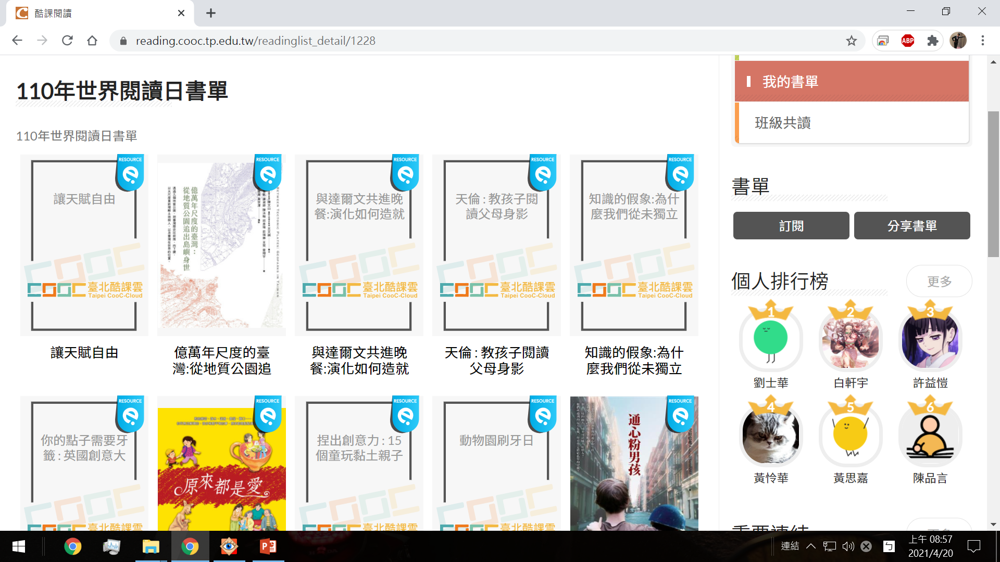 酷課閱讀
reading.cooc.tp.edu.tw/readinglist_detail/1228
ABP
110年世界閱讀日書單
110年世界閱讀日書單
RESOURCE
讓天賦自由
COOC 臺北酷課雲
Taipei CooC-Cloud
讓天賦自由
RESOURCE
億萬年尺度的臺灣：
從地質公園追出島嶼身世
億萬年尺度的臺
灣:從地質公園追
RESOURCE
與達爾文共進晚
餐:演化如何造就
COOC 臺北酷課雲
Taipei CooC-Cloud
與達爾文共進晚
餐:演化如何造就
RESOURCE
天倫 : 教孩子閱
讀父母身影
COOC 臺北酷課雲
Taipei CooC-Cloud
天倫 : 教孩子閱讀
父母身影
RESOURCE
知識的假象:為什
麼我們從未獨立
COOC 臺北酷課雲
Taipei CooC-Cloud
知識的假象:為什
麼我們從未獨立
RESOURCE
你的點子需要牙
籤 : 英國創意大
臺北酷課雲
RESOURCE
原來都是愛
RESOURCE
捏出創意力 : 15
個童玩黏土親子
臺北酷課雲
RESOURCE
動物園刷牙日
臺北酷課雲
RESOURCE
通心粉男孩
我的書單
班級共讀
書單
訂閱
分享書單
個人排行榜
更多
1
劉士華
2
白軒宇
3
許益愷
4
黃怜華
5
黃思嘉
6
陳品言
重要連結
更多
連結
ㄅ
上午 08:57
2021/4/20